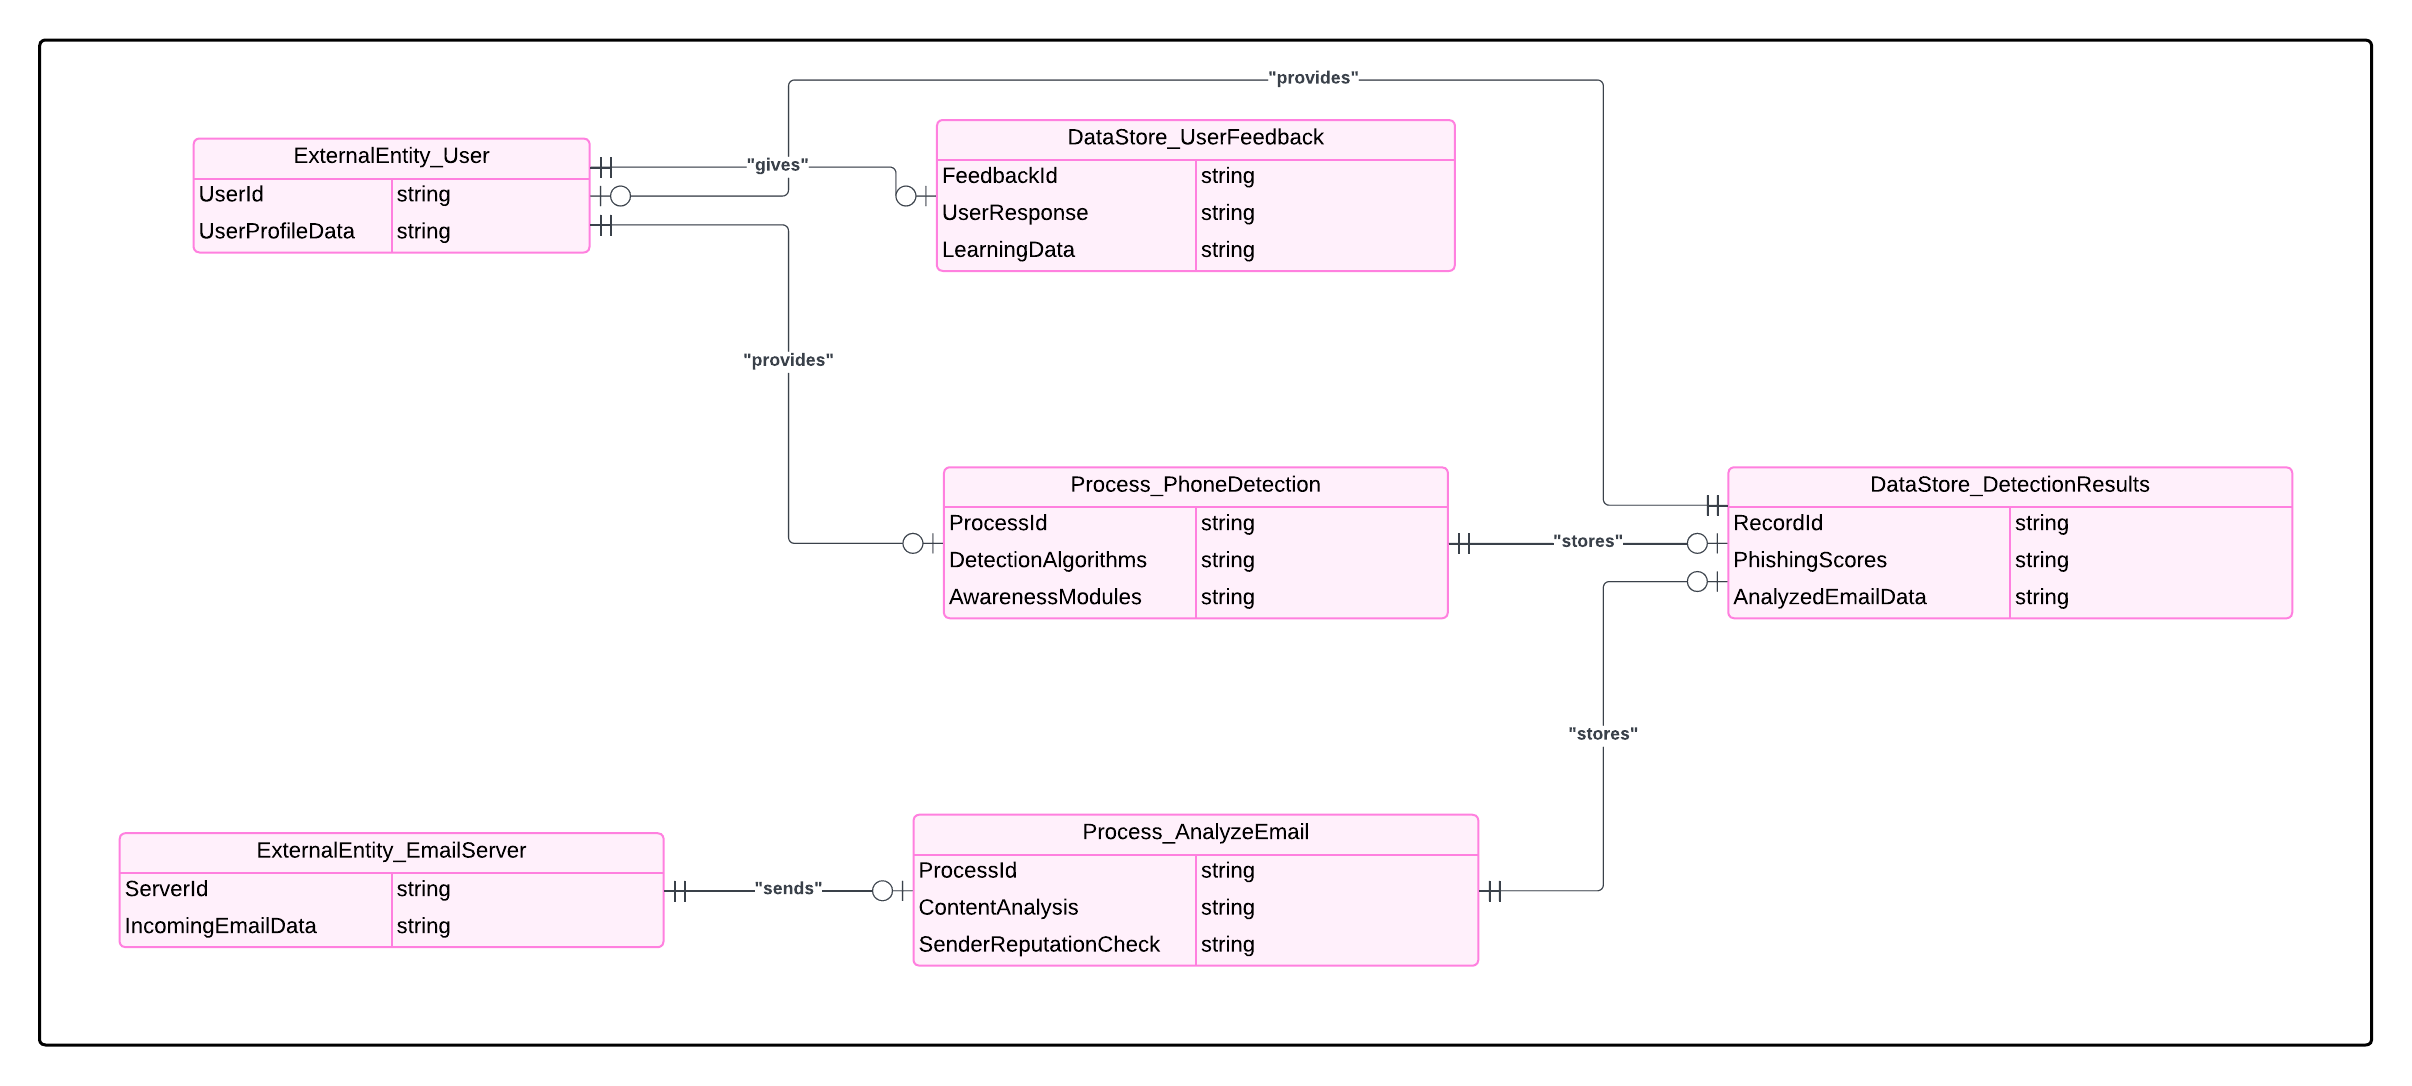 "provides"
ExternalEntity_User
UserId string
UserProfileData string
"gives"
DataStore_UserFeedback
FeedbackId string
UserResponse string
LearningData string
"provides"
Process_PhoneDetection
ProcessId string
DetectionAlgorithms string
AwarenessModules string
"stores"
DataStore_DetectionResults
RecordId string
PhishingScores string
AnalyzedEmailData string
"stores"
ExternalEntity_EmailServer
ServerId string
IncomingEmailData string
"sends"
Process_AnalyzeEmail
ProcessId string
ContentAnalysis string
SenderReputationCheck string